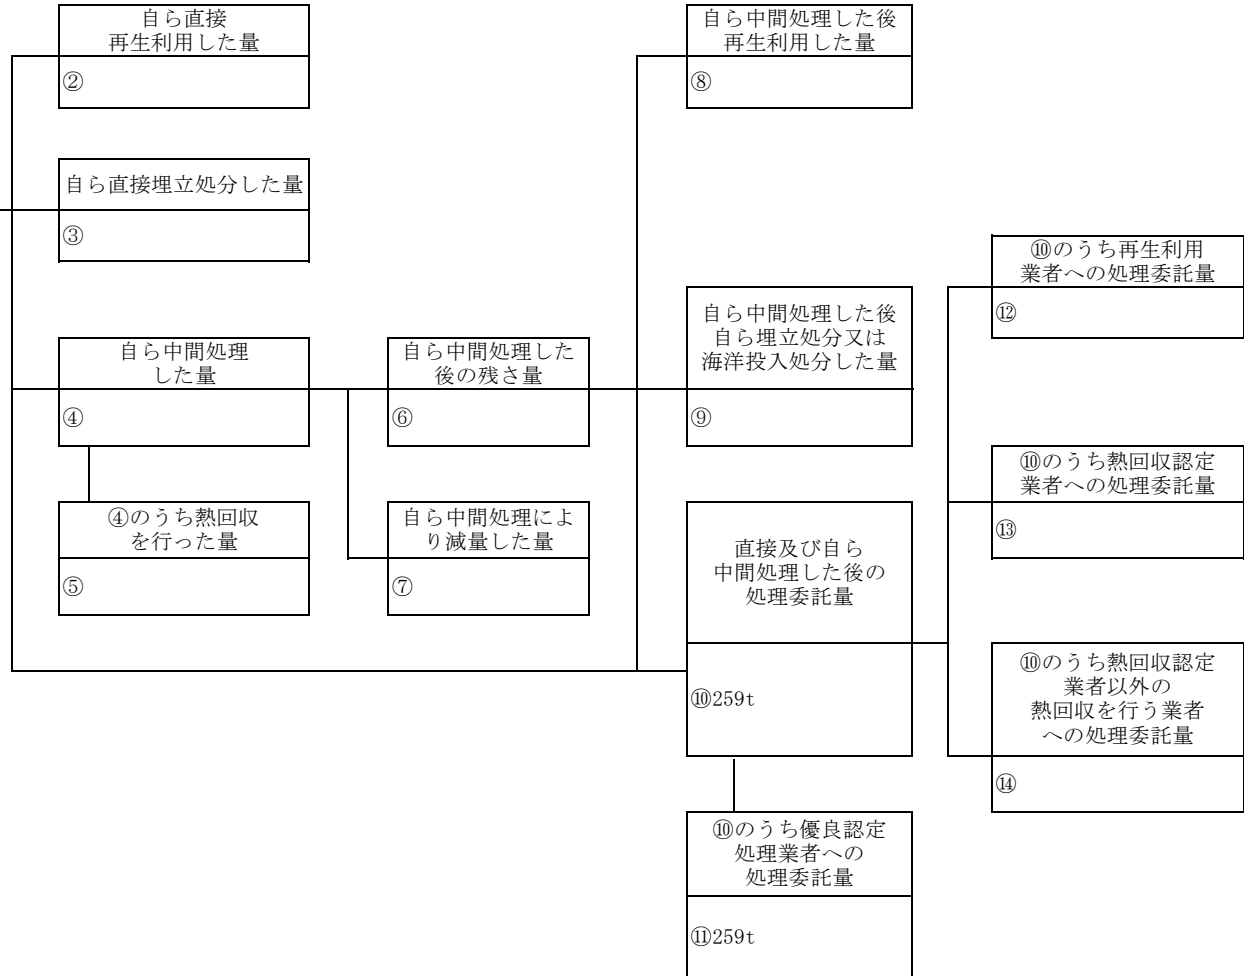 自ら直接
再生利用した量
②
自ら直接埋立処分した量
③
自ら中間処理
した量
④
④のうち熱回収
を行った量
⑤
自ら中間処理した
後の残さ量
⑥
自ら中間処理によ
り減量した量
⑦
自ら中間処理した後
再生利用した量
⑧
自ら中間処理した後
自ら埋立処分又は
海洋投入処分した量
⑨
直接及び自ら
中間処理した後の
処理委託量
⑩259t
⑩のうち優良認定
処理業者への
処理委託量
⑪259t
⑩のうち再生利用
業者への処理委託量
⑫
⑩のうち熱回収認定
業者への処理委託量
⑬
⑩のうち熱回収認定
業者以外の
熱回収を行う業者
への処理委託量
⑭